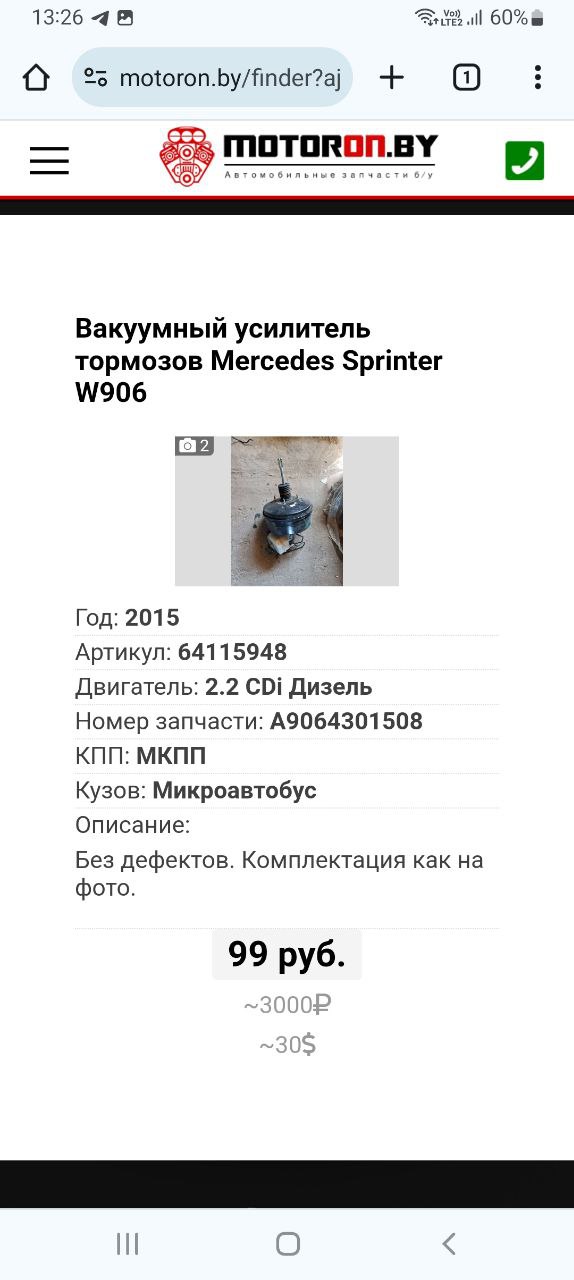 13:26
Vo))
LTE2
60%
motoron.by/finder?aj
1
MOTORON.BY
Автомобильные запчасти б/у
Вакуумный усилитель
тормозов Mercedes Sprinter
W906
2
Год: 2015
Артикул: 64115948
Двигатель: 2.2 CDi Дизель
Номер запчасти: A9064301508
КПП: МКПП
Кузов: Микроавтобус
Описание:
Без дефектов. Комплектация как на
фото.
99 руб.
~3000₽
~30$